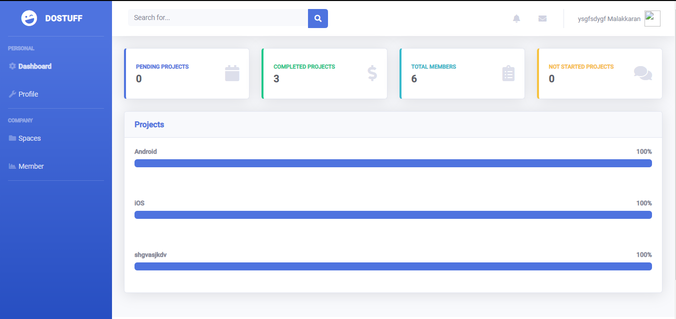 DOSTUFF
Search for...
ysgfsdygf Malakkaran
PERSONAL
Dashboard
Profile
COMPANY
Spaces
Member
PENDING PROJECTS
0
COMPLETED PROJECTS
3
TOTAL MEMBERS
6
NOT STARTED PROJECTS
0
Projects
Android 100%
iOS 100%
shgvaajkdv 100%